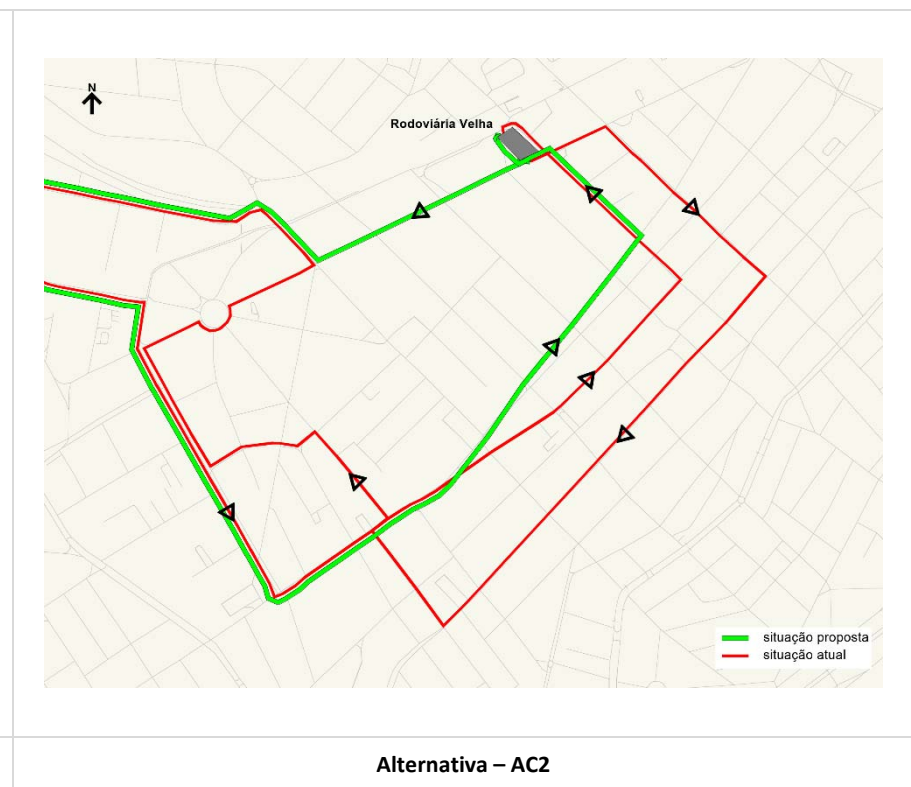 N
Rodoviária Velha
situação proposta
situação atual
Alternativa – AC2